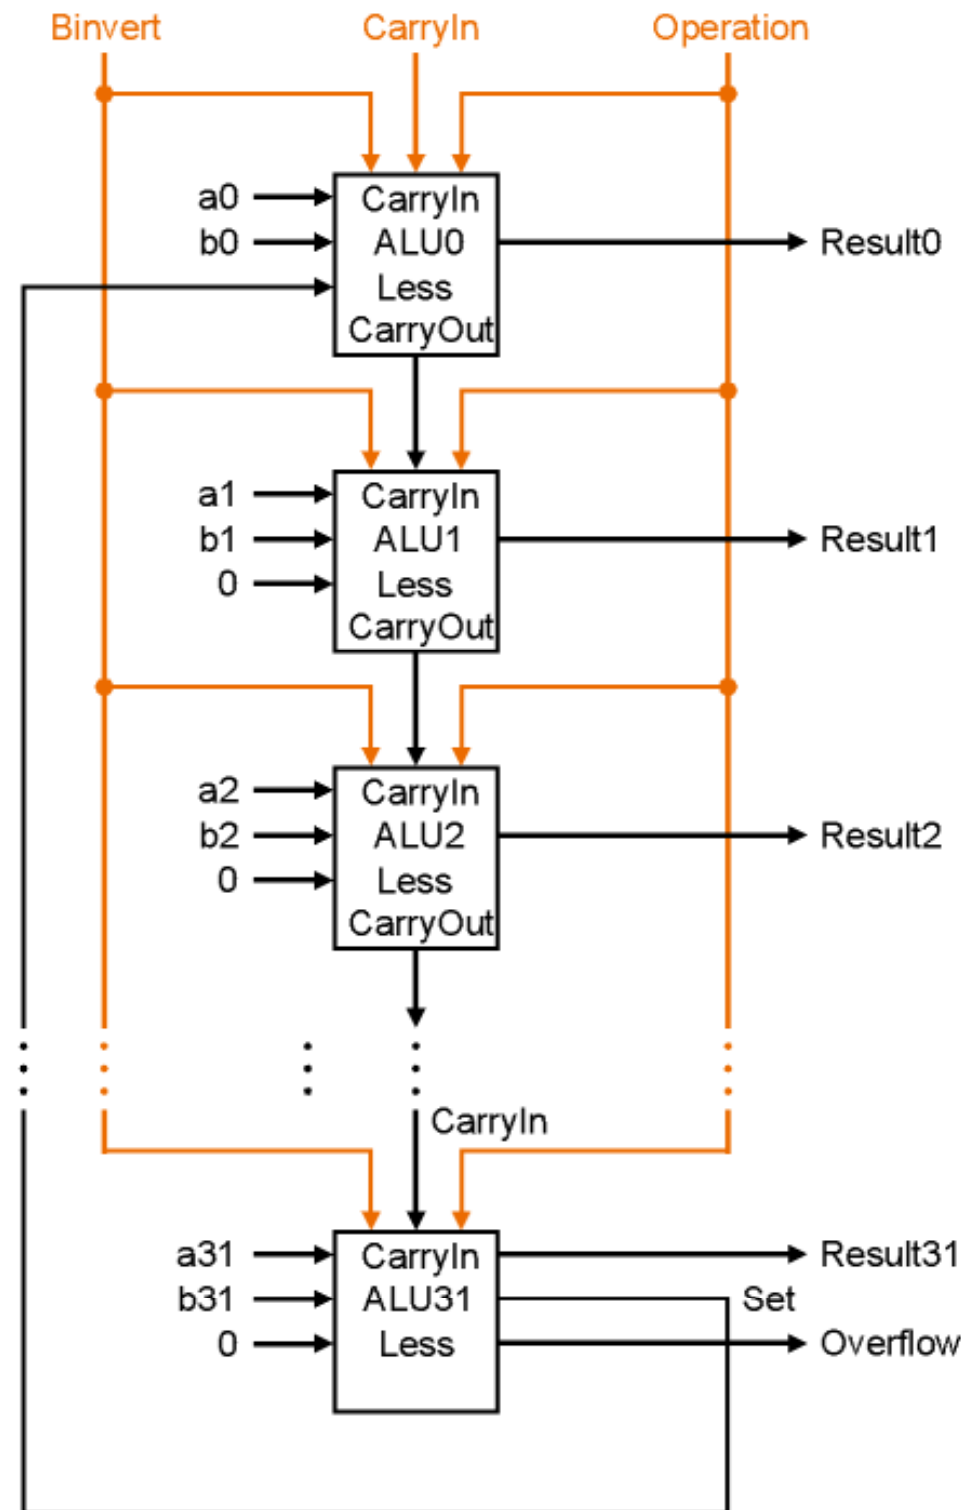 Binvert CarryIn Operation
a0 CarryIn
b0 ALU0 Result0
Less
CarryOut
a1 CarryIn
b1 ALU1 Result1
0 Less
CarryOut
a2 CarryIn
b2 ALU2 Result2
0 Less
CarryOut
CarryIn
a31 CarryIn Result31
b31 ALU31 Set
0 Less Overflow